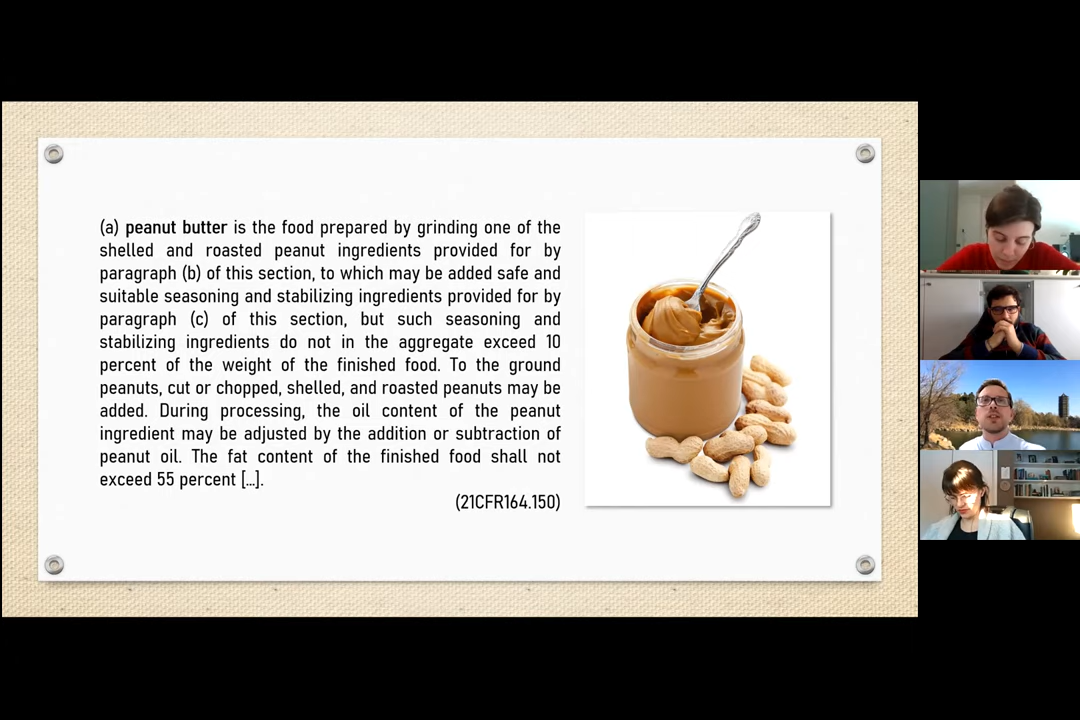 (a) peanut butter is the food prepared by grinding one of the
shelled and roasted peanut ingredients provided for by
paragraph (b) of this section, to which may be added safe and
suitable seasoning and stabilizing ingredients provided for by
paragraph (c) of this section, but such seasoning and
stabilizing ingredients do not in the aggregate exceed 10
percent of the weight of the finished food. To the ground
peanuts, cut or chopped, shelled, and roasted peanuts may be
added. During processing, the oil content of the peanut
ingredient may be adjusted by the addition or subtraction of
peanut oil. The fat content of the finished food shall not
exceed 55 percent [...].
(21CFR164.150)